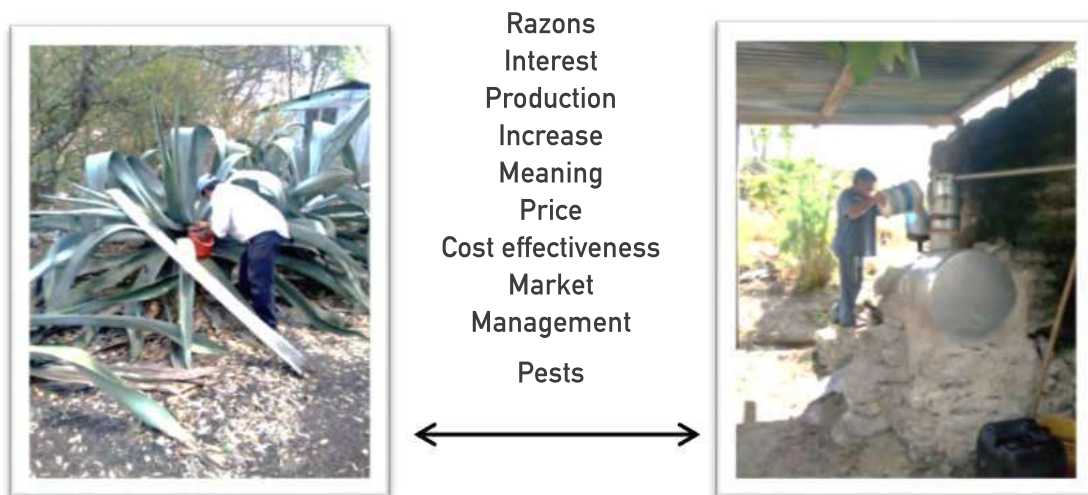 Razons
Interest
Production
Increase
Meaning
Price
Cost effectiveness
Market
Management
Pests